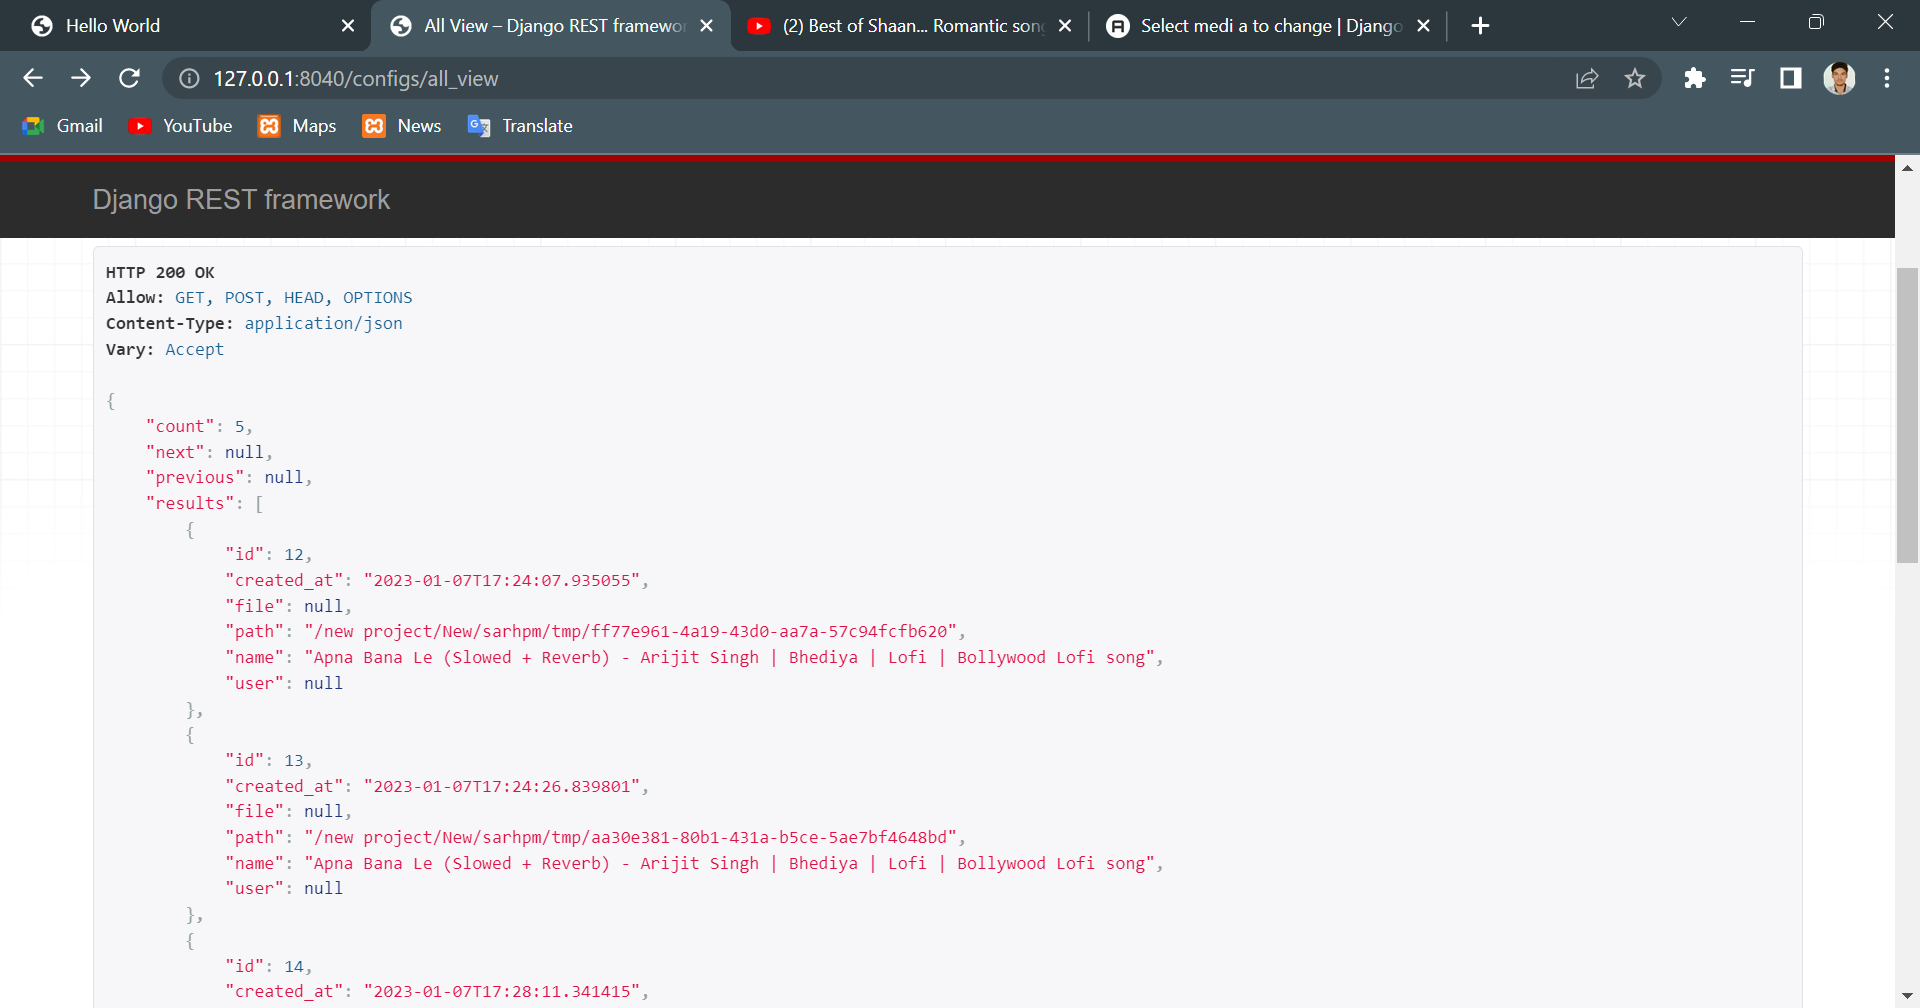 Hello World
All View – Django REST framewor
(2) Best of Shaan... Romantic son
Select medi a to change | Django
127.0.0.1:8040/configs/all_view
Gmail
YouTube
Maps
News
Translate
Django REST framework
HTTP 200 OK
Allow: GET, POST, HEAD, OPTIONS
Content-Type: application/json
Vary: Accept
{
"count": 5,
"next": null,
"previous": null,
"results": [
{
"id": 12,
"created_at": "2023-01-07T17:24:07.935055",
"file": null,
"path": "/new project/New/sarhpm/tmp/ff77e961-4a19-43d0-aa7a-57c94fcfb620",
"name": "Apna Bana Le (Slowed + Reverb) - Arijit Singh | Bhediya | Lofi | Bollywood Lofi song",
"user": null
},
{
"id": 13,
"created_at": "2023-01-07T17:24:26.839801",
"file": null,
"path": "/new project/New/sarhpm/tmp/aa30e381-80b1-431a-b5ce-5ae7bf4648bd",
"name": "Apna Bana Le (Slowed + Reverb) - Arijit Singh | Bhediya | Lofi | Bollywood Lofi song",
"user": null
},
{
"id": 14,
"created_at": "2023-01-07T17:28:11.341415",